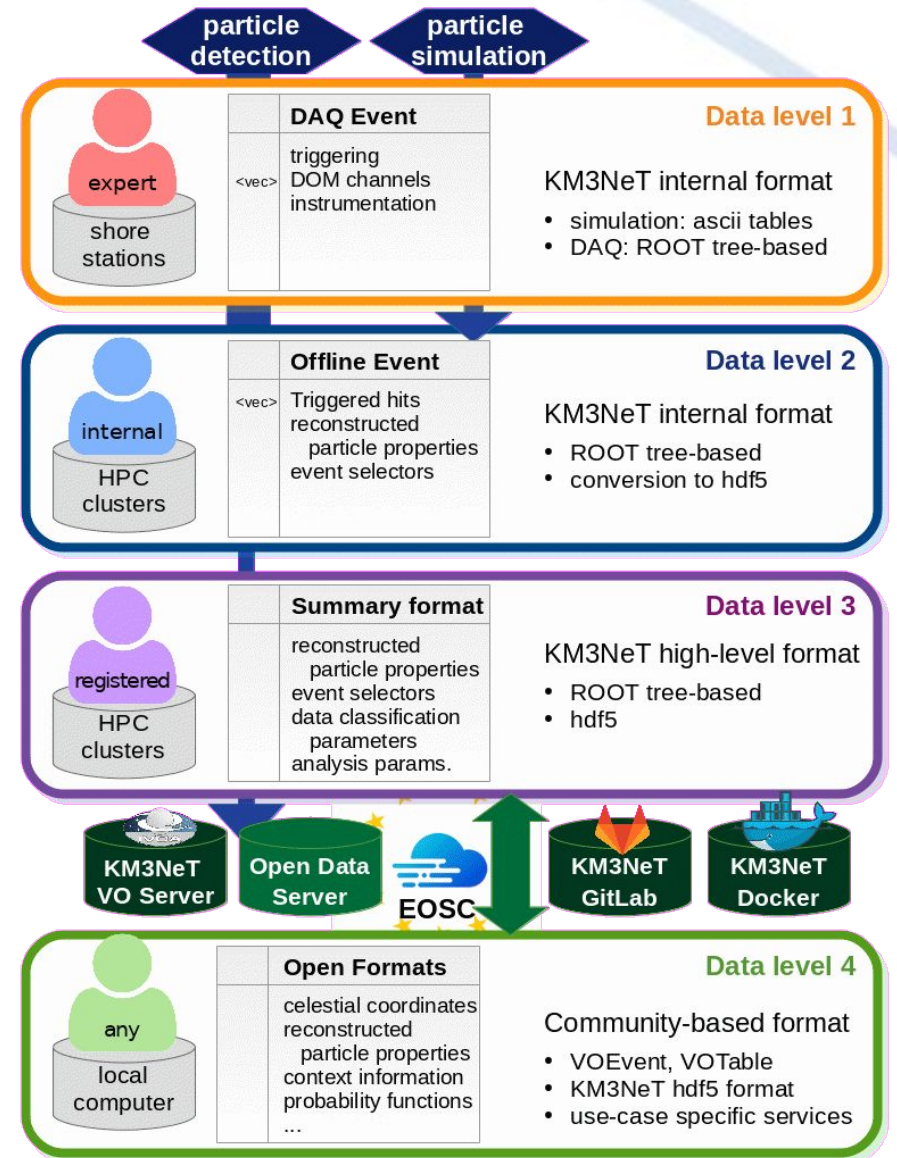 particle
detection
particle
simulation
Data level 1
expert
shore
stations
DAQ Event
<vec>
triggering
DOM channels
instrumentation
KM3NeT internal format
• simulation: ascii tables
• DAQ: ROOT tree-based
Data level 2
internal
HPC
clusters
Offline Event
<vec>
Triggered hits
reconstructed
particle properties
event selectors
KM3NeT internal format
• ROOT tree-based
• conversion to hdf5
Data level 3
registered
HPC
clusters
Summary format
reconstructed
particle properties
event selectors
data classification
parameters
analysis params.
KM3NeT high-level format
• ROOT tree-based
• hdf5
KM3NeT
VO Server
Open Data
Server
EOSC
KM3NeT
GitLab
KM3NeT
Docker
Data level 4
any
local
computer
Open Formats
celestial coordinates
reconstructed
particle properties
context information
probability functions
...
Community-based format
• VOEvent, VOTable
• KM3NeT hdf5 format
• use-case specific services